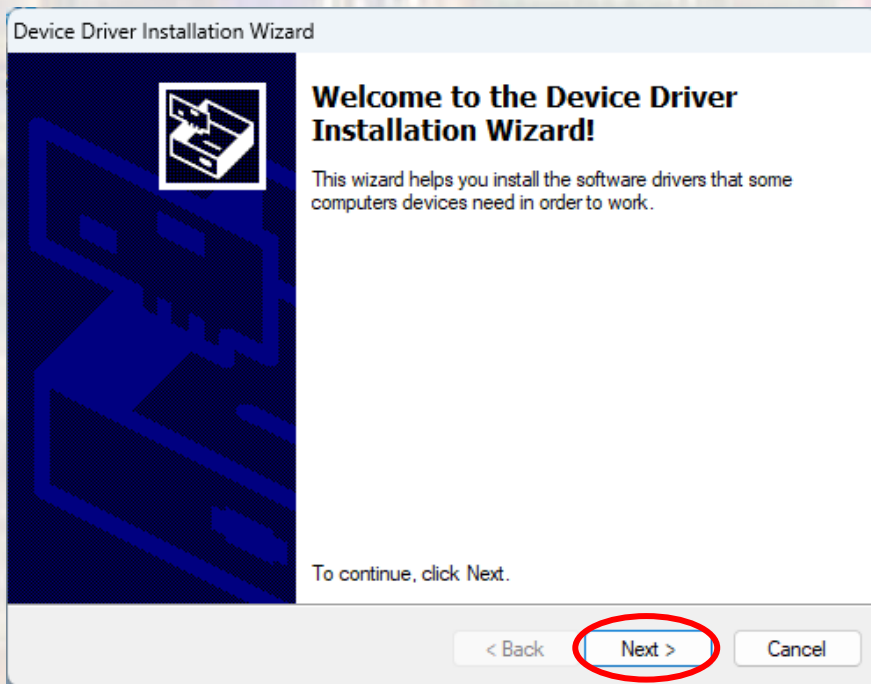 Device Driver Installation Wizard
Welcome to the Device Driver
Installation Wizard!
This wizard helps you install the software drivers that some
computers devices need in order to work.
To continue, click Next.
< Back
Next >
Cancel